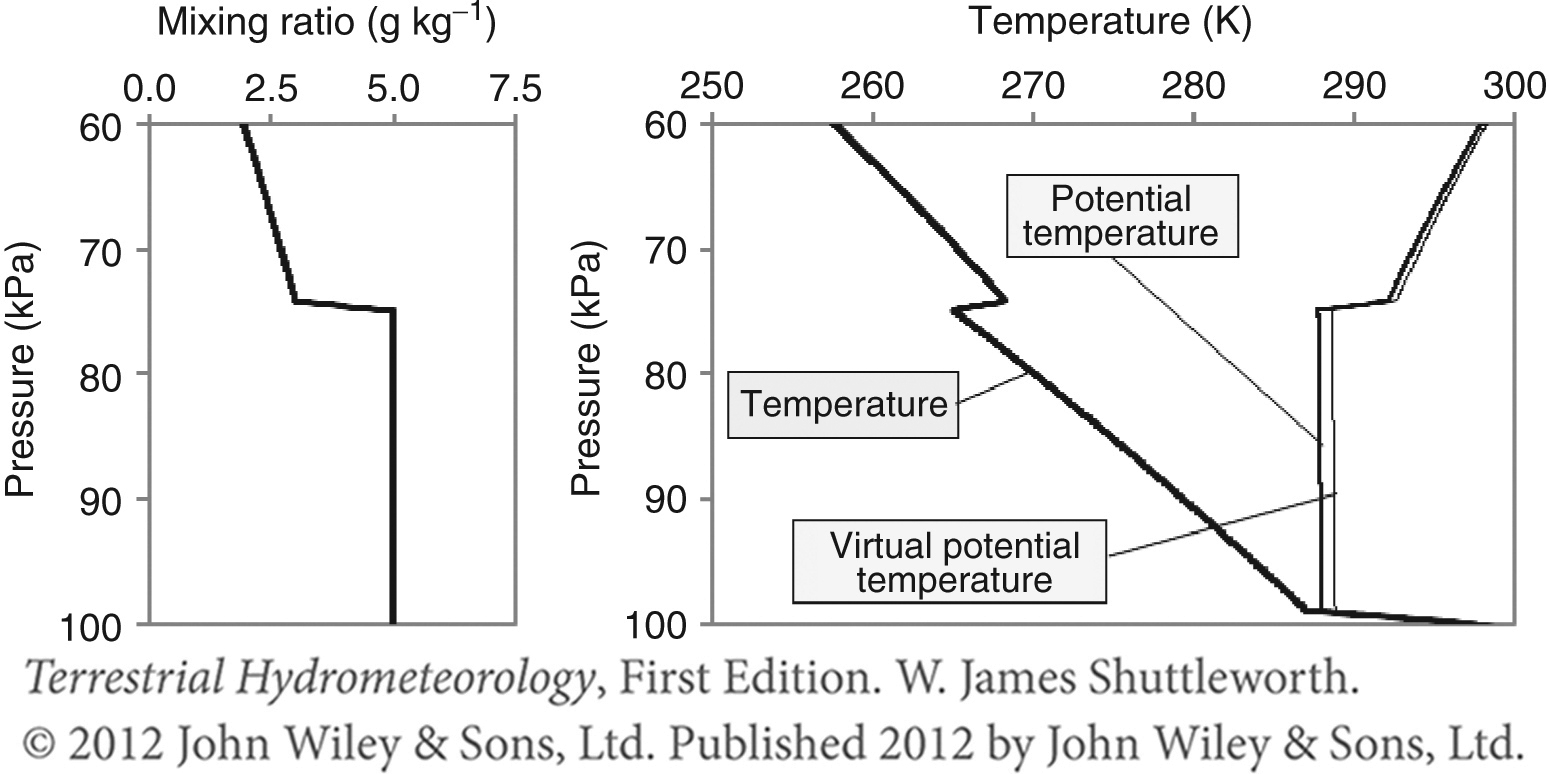 Mixing ratio (g kg⁻¹)
0.0 2.5 5.0 7.5
60
70
80
90
100
Pressure (kPa)
Temperature (K)
250 260 270 280 290 300
60
70
80
90
100
Pressure (kPa)
Potential
temperature
Temperature
Virtual potential
temperature
Terrestrial Hydrometeorology, First Edition. W. James Shuttleworth.
© 2012 John Wiley & Sons, Ltd. Published 2012 by John Wiley & Sons, Ltd.